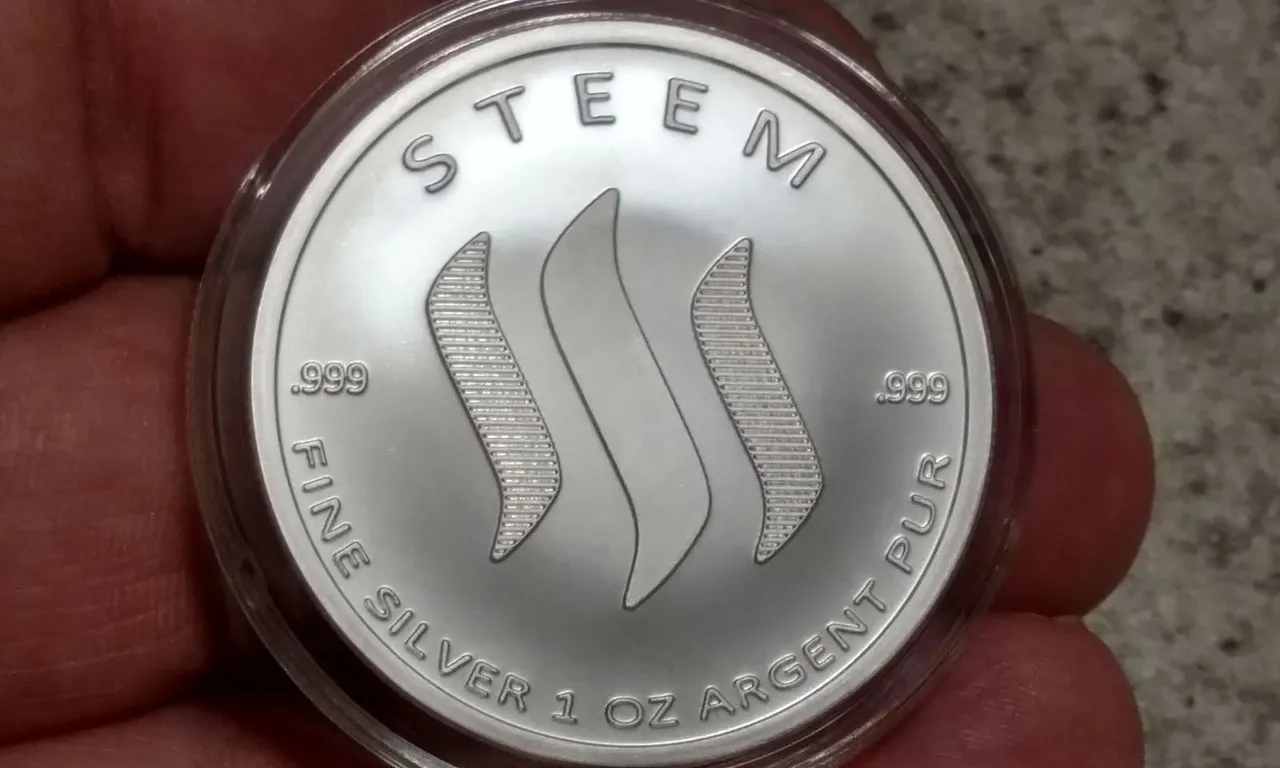 STEEM
.999
.999
FINE SILVER 1 OZ ARGENT PUR